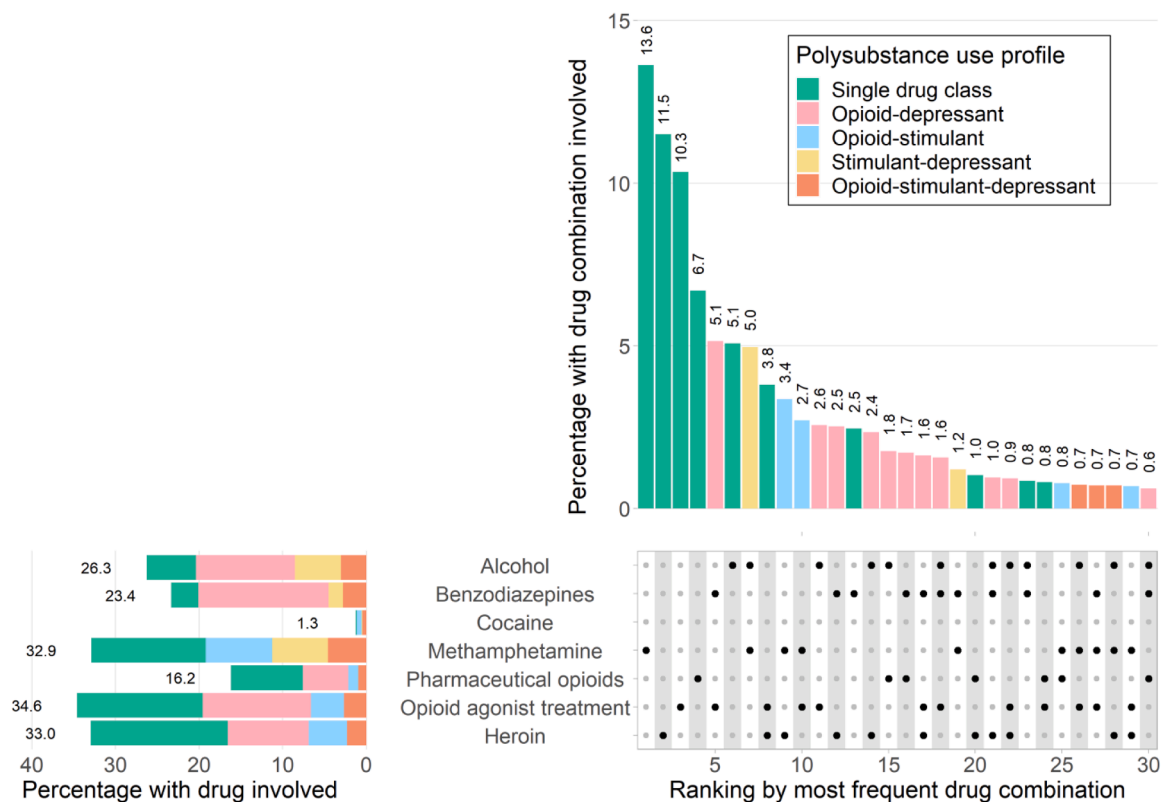 Percentage with drug combination involved
15
10
5
0
13.6
11.5
10.3
6.7
5.1
5.1
5.0
3.8
3.4
2.7
2.6
2.5
2.5
2.4
1.8
1.7
1.6
1.6
1.2
1.0
1.0
0.9
0.8
0.8
0.8
0.7
0.7
0.7
0.7
0.6
Polysubstance use profile
Single drug class
Opioid-depressant
Opioid-stimulant
Stimulant-depressant
Opioid-stimulant-depressant
26.3
Alcohol
23.4
Benzodiazepines
1.3
Cocaine
32.9
Methamphetamine
16.2
Pharmaceutical opioids
34.6
Opioid agonist treatment
33.0
Heroin
40 30 20 10 0
Percentage with drug involved
5 10 15 20 25 30
Ranking by most frequent drug combination